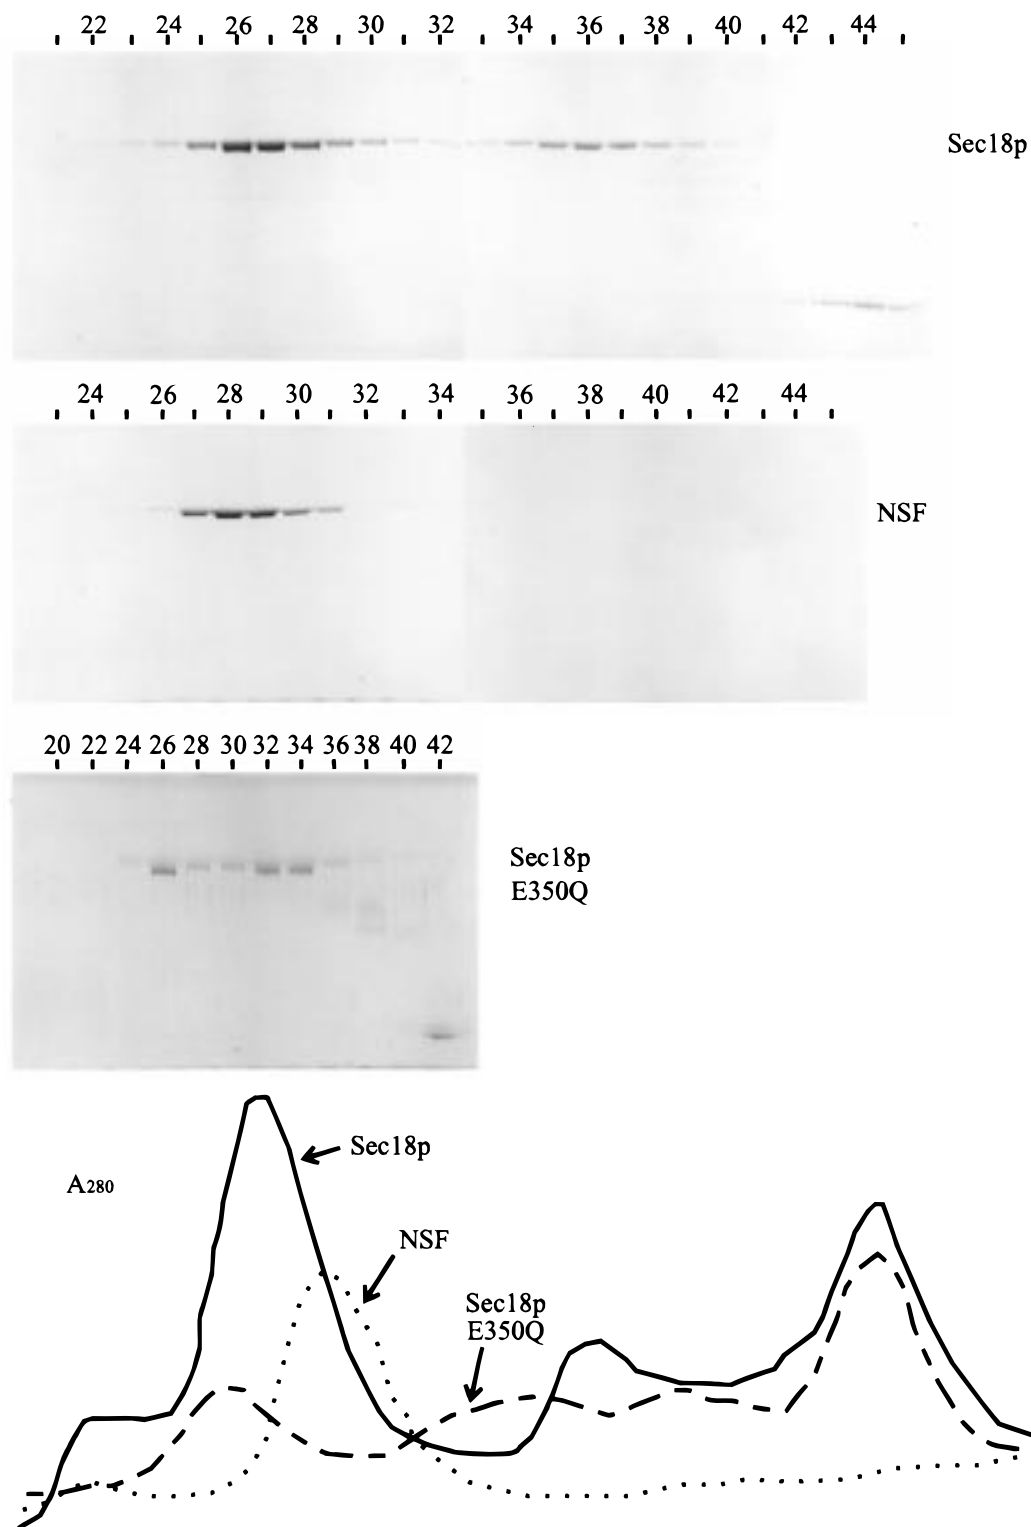 22 24 26 28 30 32 34 36 38 40 42 44
Sec18p
24 26 28 30 32 34 36 38 40 42 44
NSF
20 22 24 26 28 30 32 34 36 38 40 42
Sec18p
E350Q
Sec18p
A280
NSF
Sec18p
E350Q